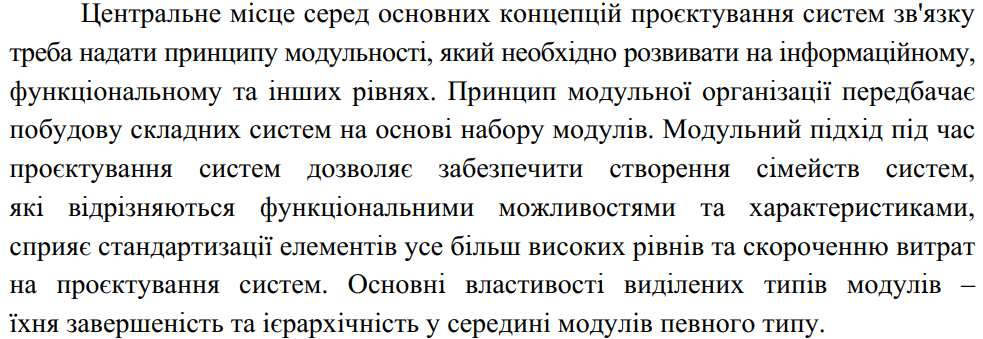 Центральне місце серед основних концепцій проєктування систем зв'язку
треба надати принципу модульності, який необхідно розвивати на інформаційному,
функціональному та інших рівнях. Принцип модульної організації передбачає
побудову складних систем на основі набору модулів. Модульний підхід під час
проєктування систем дозволяє забезпечити створення сімейств систем,
які відрізняються функціональними можливостями та характеристиками,
сприяє стандартизації елементів усе більш високих рівнів та скороченню витрат
на проєктування систем. Основні властивості виділених типів модулів –
їхня завершеність та ієрархічність у середині модулів певного типу.